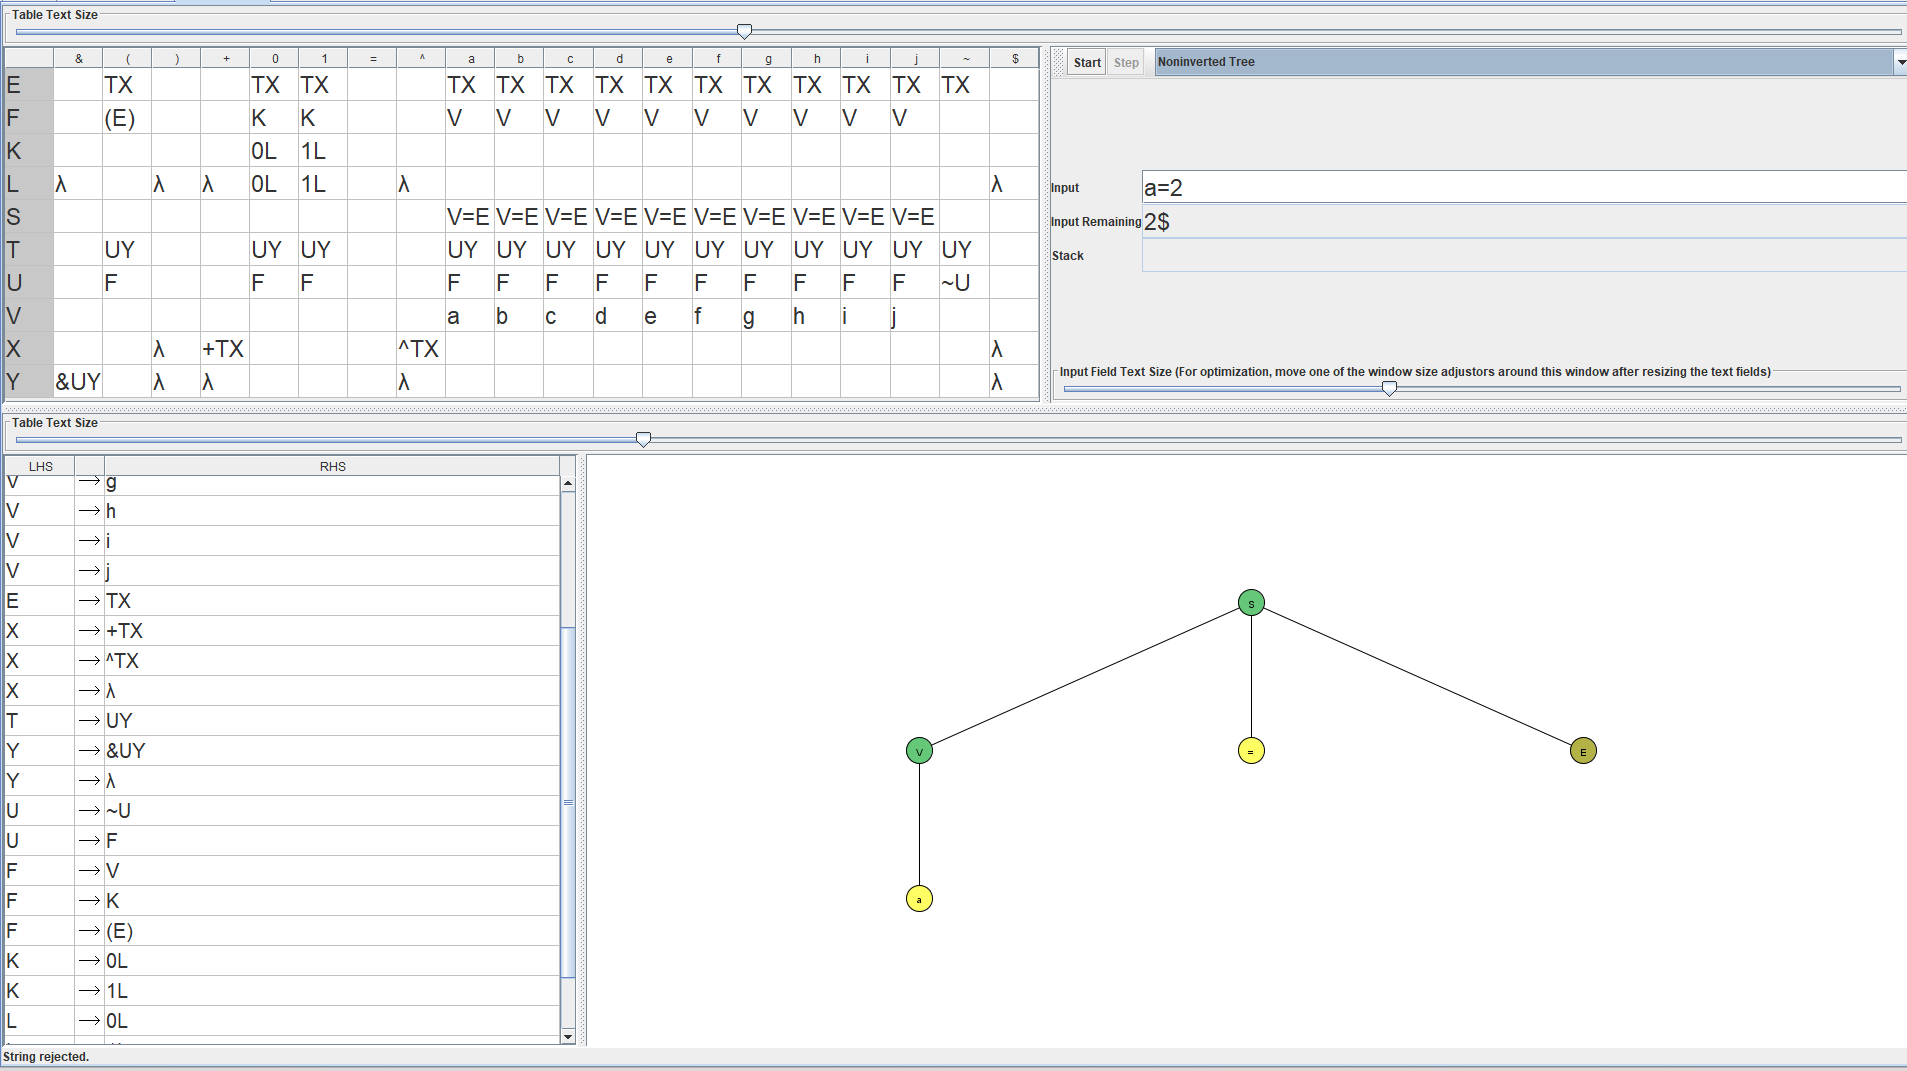 Table Text Size
& ( ) + 0 1 = ^ a b c d e f g h i j ~ $
E TX TX TX TX TX TX TX TX TX TX TX TX TX TX
F (E) K K V V V V V V V V V V
K 0L 1L
L λ λ λ 0L 1L λ λ
S V=E V=E V=E V=E V=E V=E V=E V=E V=E V=E
T UY UY UY UY UY UY UY UY UY UY UY UY UY UY
U F F F F F F F F F F F F F ~U
V a b c d e f g h i j
X λ +TX ^TX λ
Y &UY λ λ λ λ
Start Step Noninverted Tree
Input a=2
Input Remaining 2$
Stack
Input Field Text Size (For optimization, move one of the window size adjustors around this window after resizing the text fields)
Table Text Size
LHS RHS
V → g
V → h
V → i
V → j
E → TX
X → +TX
X → ^TX
X → λ
T → UY
Y → &UY
Y → λ
U → ~U
U → F
F → V
F → K
F → (E)
K → 0L
K → 1L
L → 0L
S
V = E
a
String rejected.